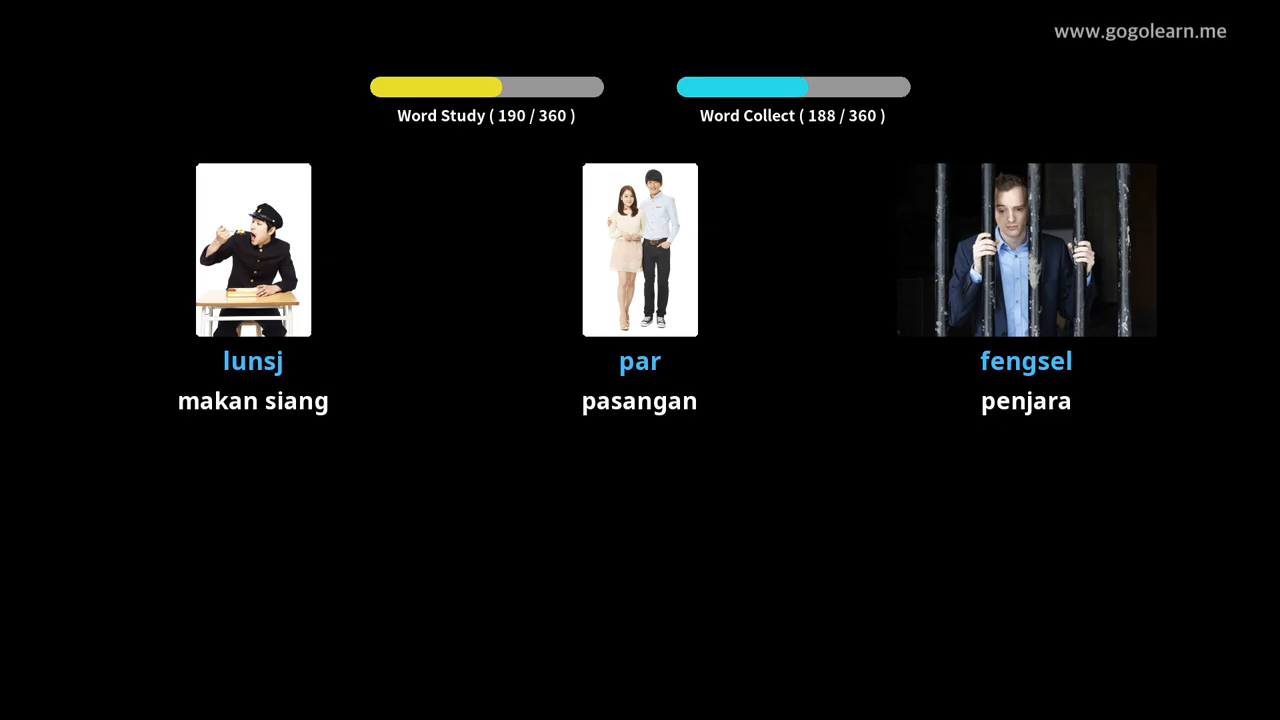 www.gogolearn.me
Word Study ( 190 / 360 )
Word Collect ( 188 / 360 )
lunsj
par
fengsel
makan siang
pasangan
penjara